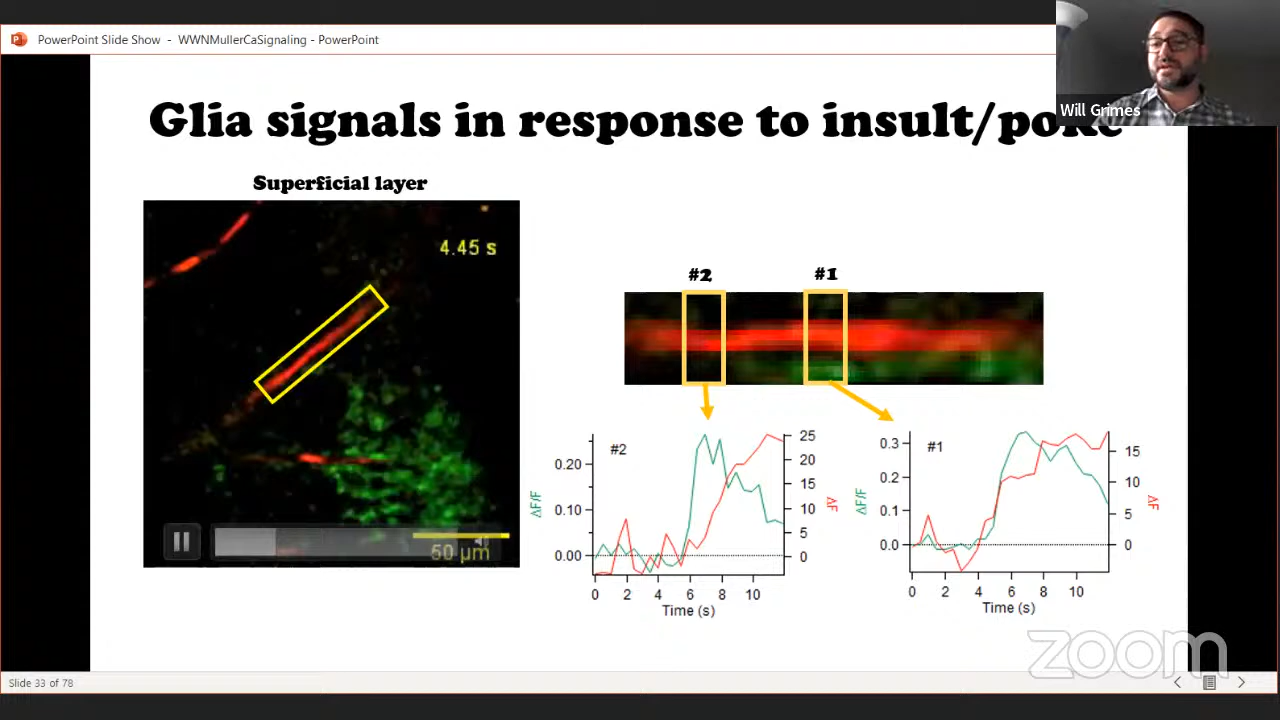 PowerPoint Slide Show - WWNMullerCaSignaling - PowerPoint
Will Grimes
Glia signals in response to insult/poke
Superficial layer
4.45 s
50 µm
#2
#1
#2
0.20
0.10
0.00
ΔF/F
25
20
15
10
5
0
ΔF
0 2 4 6 8 10
Time (s)
#1
0.3
0.2
0.1
0.0
ΔF/F
15
10
5
0
ΔF
0 2 4 6 8 10
Time (s)
zoom
Slide 33 of 78